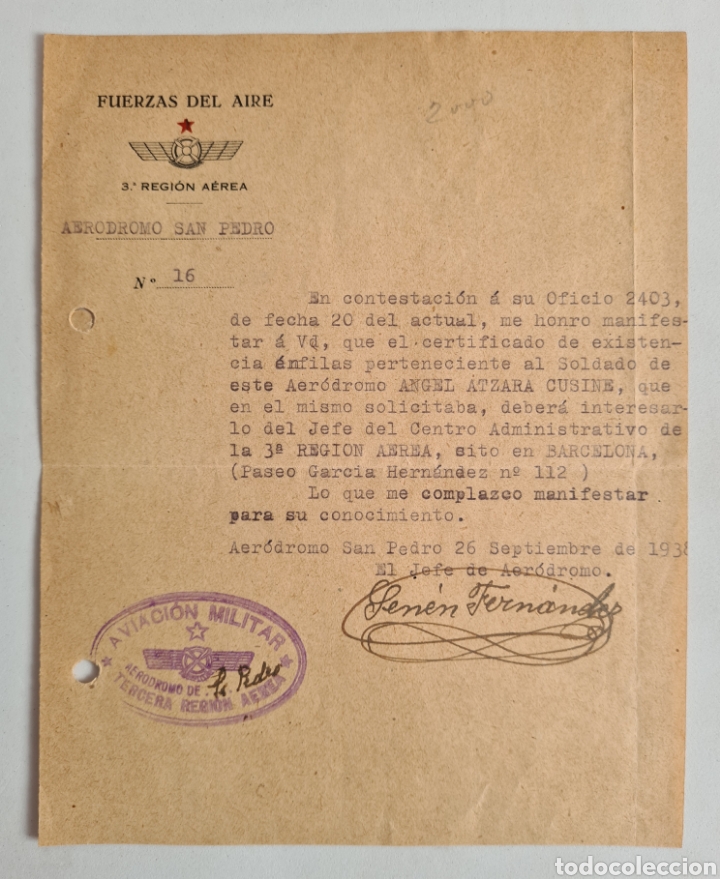 FUERZAS DEL AIRE
2000
3.ª REGIÓN AÉREA
AERODROMO SAN PEDRO
Nº 16
En contestación á su Oficio 2403,
de fecha 20 del actual, me honro manifes-
tar á Vd, que el certificado de existen-
cia énfilas perteneciente al Soldado de
este Aeródromo ANGEL ÁTZARA CUSINE, que
en el mismo solicitaba, deberá interesar-
lo del Jefe del Centro Administrativo de
la 3ª REGION AEREA, sito en BARCELONA,
(Paseo Garcia Hernández nº 112 )
Lo que me complazco manifestar
para su conocimiento.
Aeródromo San Pedro 26 Septiembre de 1938
El Jefe de Aeródromo.
Senén Fernández
AVIACIÓN MILITAR
AERODROMO DE S. Pedro
TERCERA REGION AEREA
todocoleccion